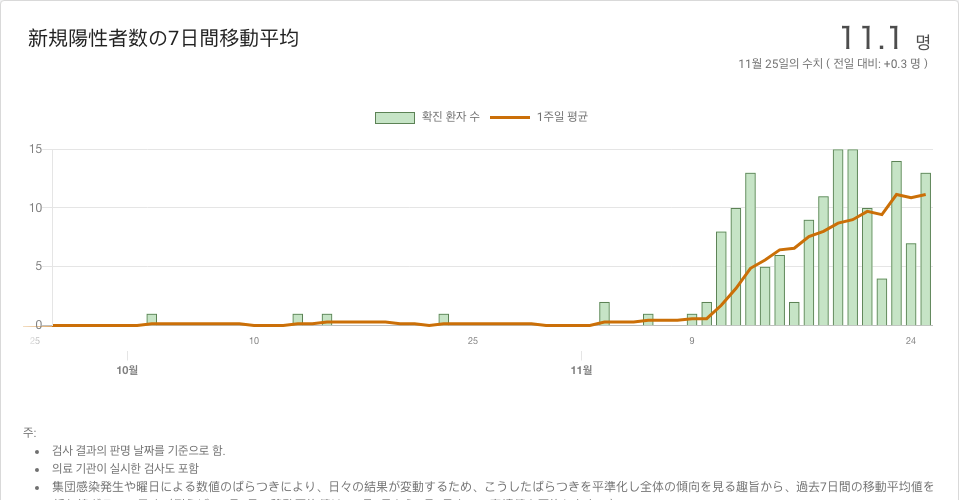 新規陽性者数の7日間移動平均
11.1 명
11월 25일의 수치 ( 전일 대비: +0.3 명 )
확진 환자 수 1주일 평균
15
10
5
0
25 10 25 9 24
10월 11월
주:
검사 결과의 판명 날짜를 기준으로 함.
의료 기관이 실시한 검사도 포함
集団感染発生や曜日による数値のばらつきにより、日々の結果が変動するため、こうしたばらつきを平準化し全体の傾向を見る趣旨から、過去7日間の移動平均値を